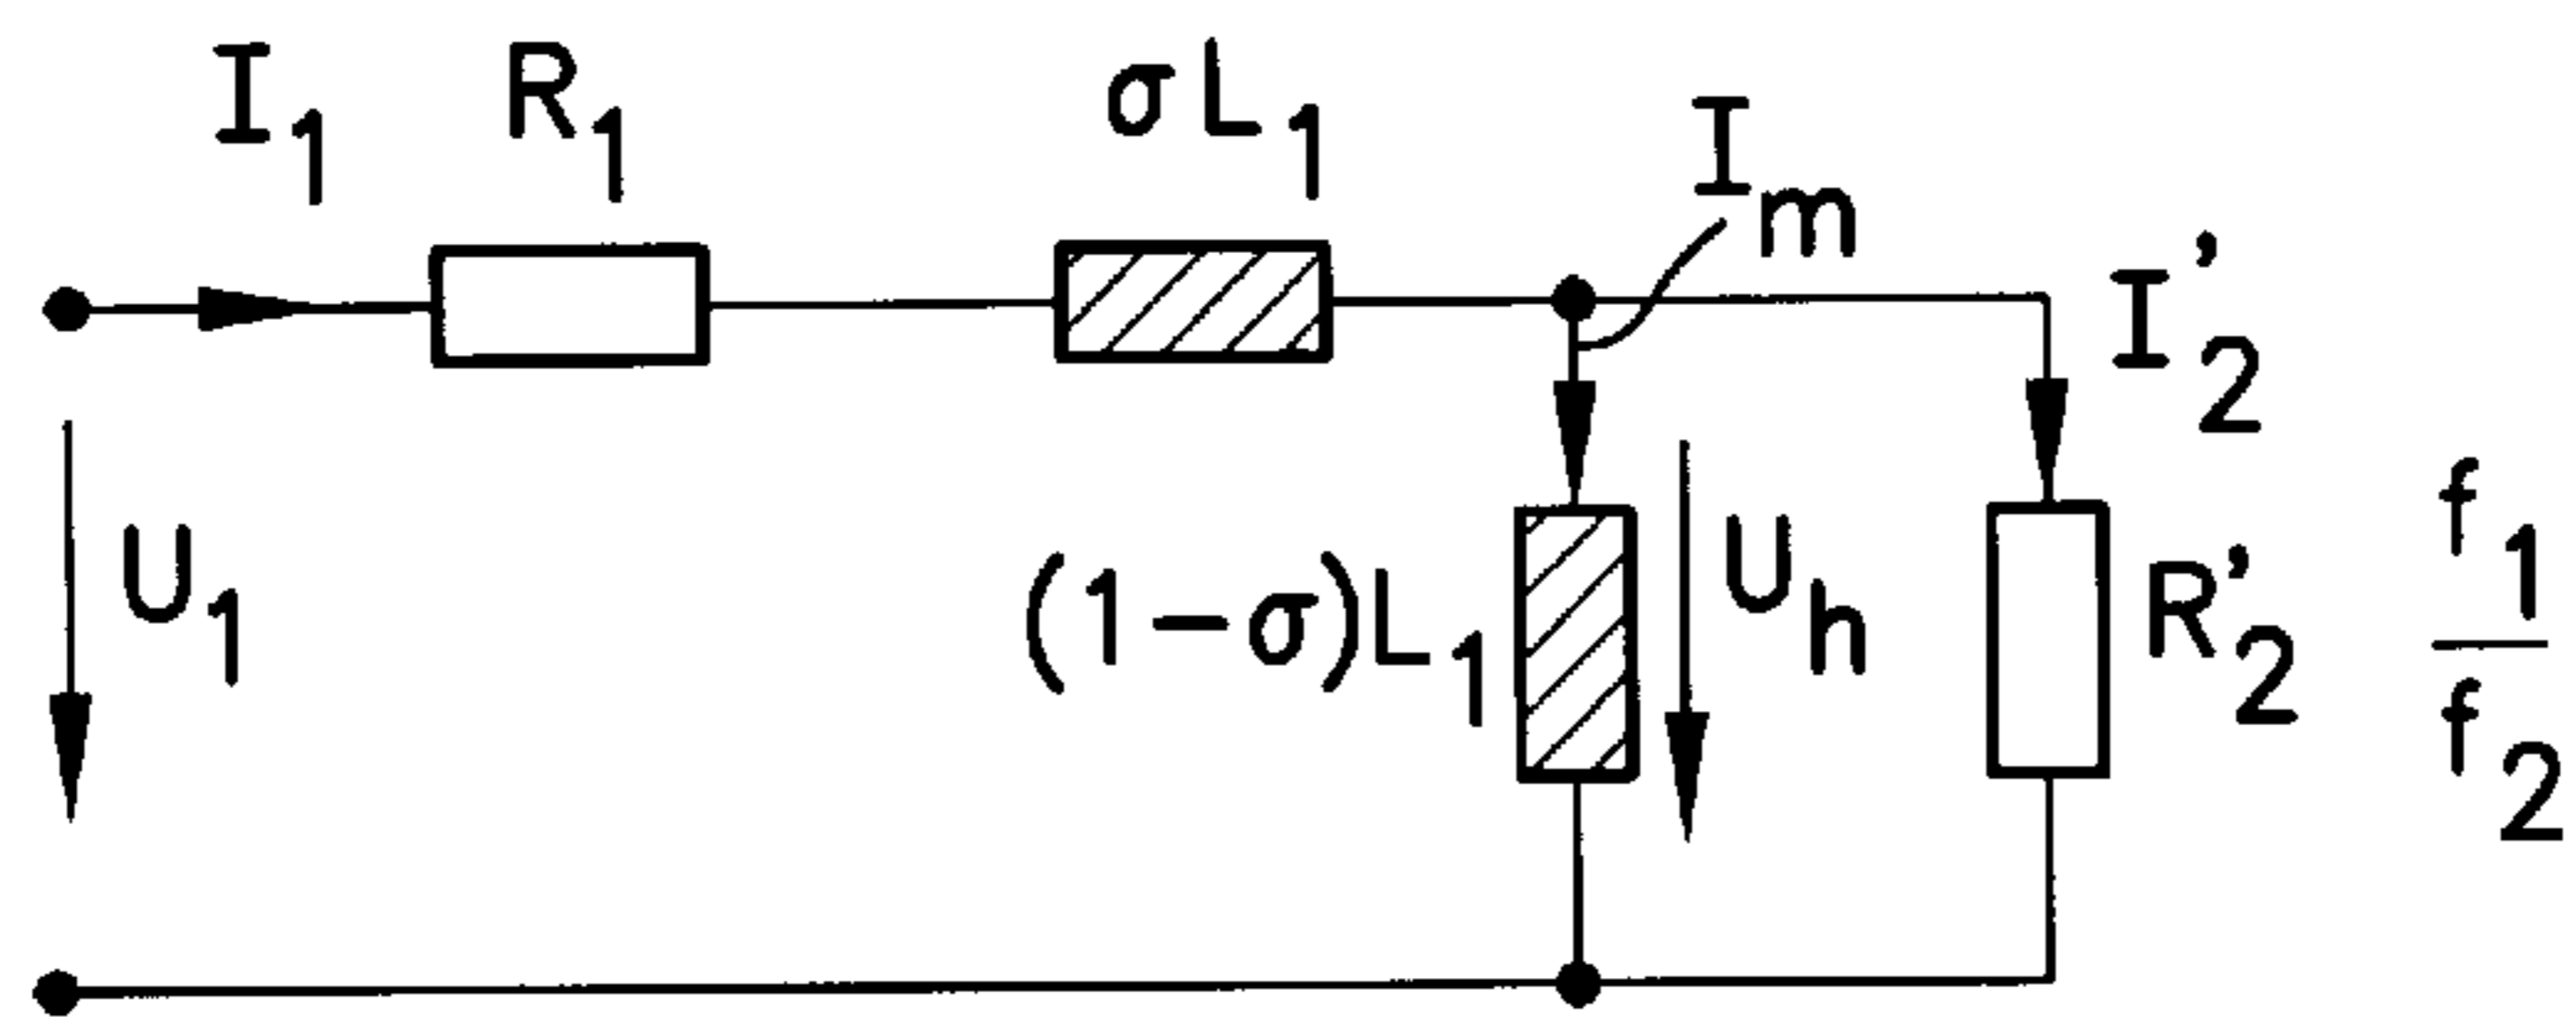 I₁
R₁
σL₁
Iₘ
I'₂
U₁
(1-σ)L₁
Uₕ
R'₂ f₁/f₂